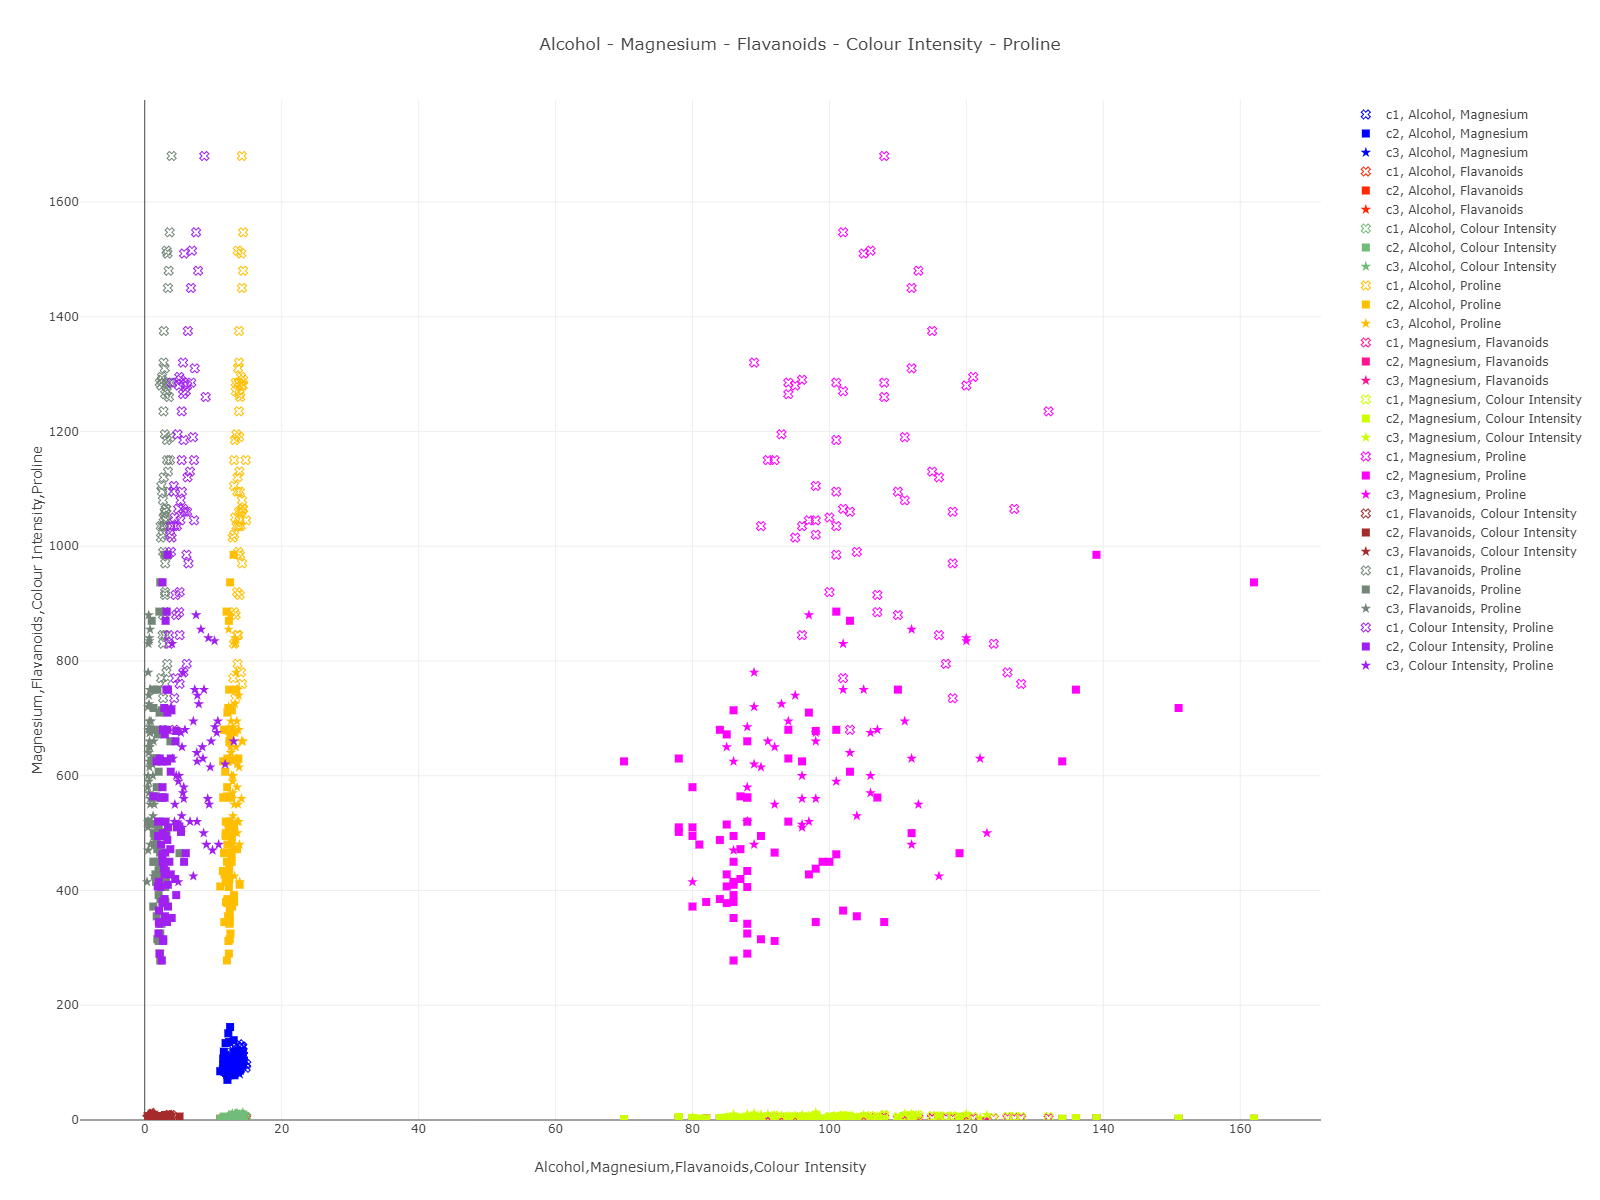 Alcohol - Magnesium - Flavanoids - Colour Intensity - Proline
Magnesium,Flavanoids,Colour Intensity,Proline
1600
1400
1200
1000
800
600
400
200
0
0
20
40
60
80
100
120
140
160
Alcohol,Magnesium,Flavanoids,Colour Intensity
c1, Alcohol, Magnesium
c2, Alcohol, Magnesium
c3, Alcohol, Magnesium
c1, Alcohol, Flavanoids
c2, Alcohol, Flavanoids
c3, Alcohol, Flavanoids
c1, Alcohol, Colour Intensity
c2, Alcohol, Colour Intensity
c3, Alcohol, Colour Intensity
c1, Alcohol, Proline
c2, Alcohol, Proline
c3, Alcohol, Proline
c1, Magnesium, Flavanoids
c2, Magnesium, Flavanoids
c3, Magnesium, Flavanoids
c1, Magnesium, Colour Intensity
c2, Magnesium, Colour Intensity
c3, Magnesium, Colour Intensity
c1, Magnesium, Proline
c2, Magnesium, Proline
c3, Magnesium, Proline
c1, Flavanoids, Colour Intensity
c2, Flavanoids, Colour Intensity
c3, Flavanoids, Colour Intensity
c1, Flavanoids, Proline
c2, Flavanoids, Proline
c3, Flavanoids, Proline
c1, Colour Intensity, Proline
c2, Colour Intensity, Proline
c3, Colour Intensity, Proline